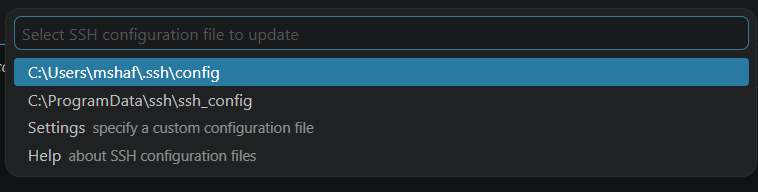 Select SSH configuration file to update
C:\Users\mshaf\.ssh\config
C:\ProgramData\ssh\ssh_config
Settings specify a custom configuration file
Help about SSH configuration files